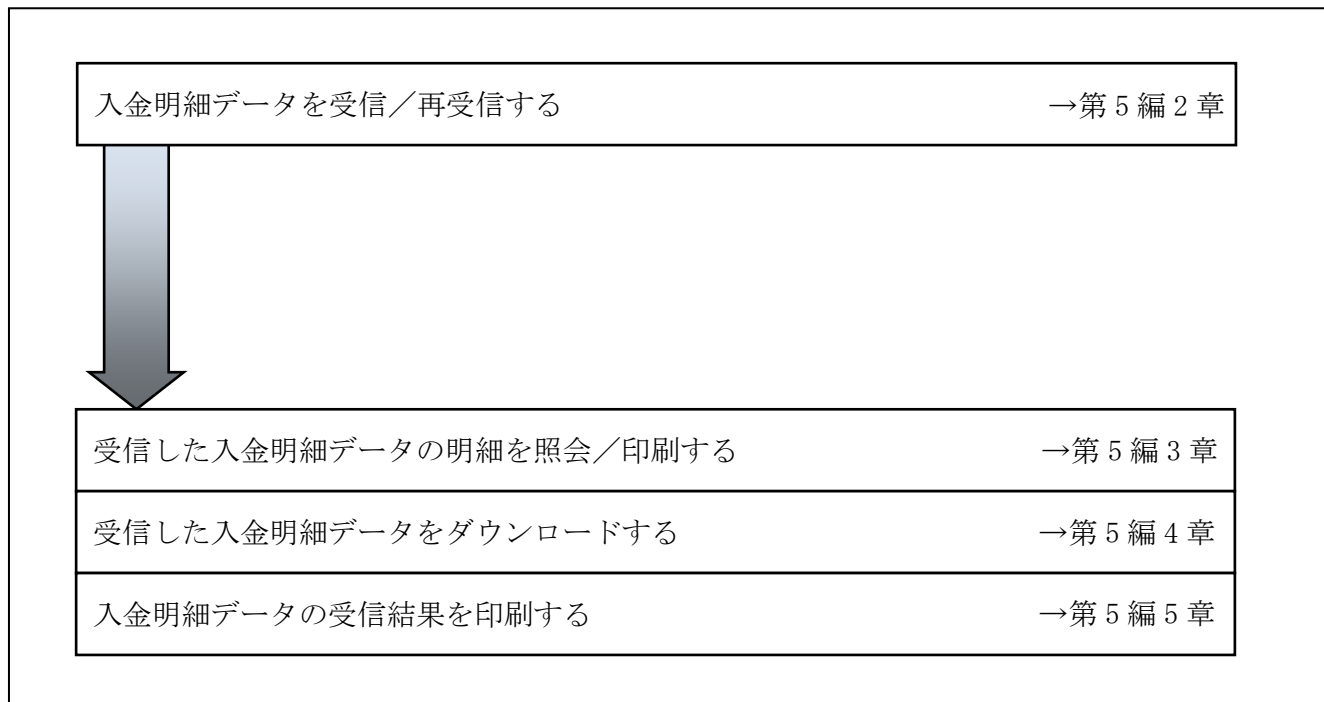 入金明細データを受信／再受信する →第5編2章
受信した入金明細データの明細を照会／印刷する →第5編3章
受信した入金明細データをダウンロードする →第5編4章
入金明細データの受信結果を印刷する →第5編5章